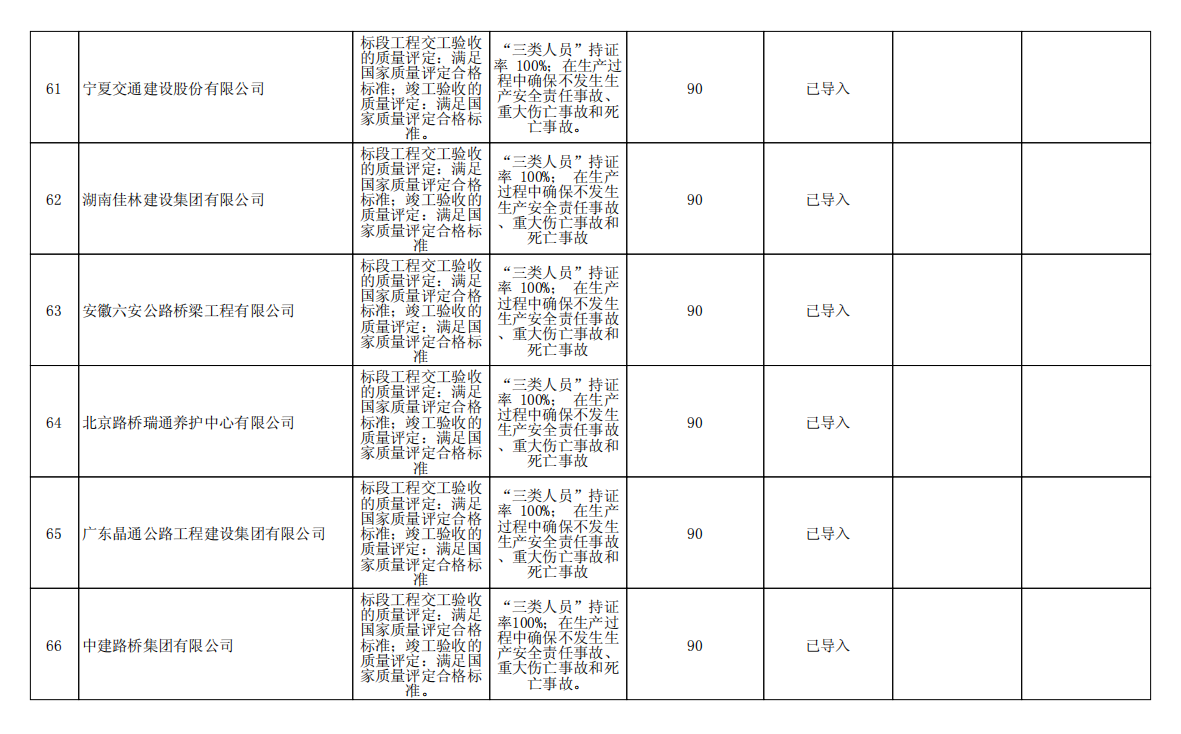 61
宁夏交通建设股份有限公司
标段工程交工验收
的质量评定：满足
国家质量评定合格
标准；竣工验收的
质量评定：满足国
家质量评定合格标
准。
“三类人员”持证
率 100%；在生产过
程中确保不发生生
产安全责任事故、
重大伤亡事故和死
亡事故。
90
已导入
62
湖南佳林建设集团有限公司
标段工程交工验收
的质量评定：满足
国家质量评定合格
标准；竣工验收的
质量评定：满足国
家质量评定合格标
准
“三类人员”持证
率 100%； 在生产
过程中确保不发生
生产安全责任事故
、重大伤亡事故和
死亡事故
90
已导入
63
安徽六安公路桥梁工程有限公司
标段工程交工验收
的质量评定：满足
国家质量评定合格
标准；竣工验收的
质量评定：满足国
家质量评定合格标
准
“三类人员”持证
率 100%； 在生产
过程中确保不发生
生产安全责任事故
、重大伤亡事故和
死亡事故
90
已导入
64
北京路桥瑞通养护中心有限公司
标段工程交工验收
的质量评定：满足
国家质量评定合格
标准；竣工验收的
质量评定：满足国
家质量评定合格标
准
“三类人员”持证
率 100%； 在生产
过程中确保不发生
生产安全责任事故
、重大伤亡事故和
死亡事故
90
已导入
65
广东晶通公路工程建设集团有限公司
标段工程交工验收
的质量评定：满足
国家质量评定合格
标准；竣工验收的
质量评定：满足国
家质量评定合格标
准
“三类人员”持证
率 100%； 在生产
过程中确保不发生
生产安全责任事故
、重大伤亡事故和
死亡事故
90
已导入
66
中建路桥集团有限公司
标段工程交工验收
的质量评定：满足
国家质量评定合格
标准；竣工验收的
质量评定：满足国
家质量评定合格标
准。
“三类人员”持证
率100%；在生产过
程中确保不发生生
产安全责任事故、
重大伤亡事故和死
亡事故。
90
已导入